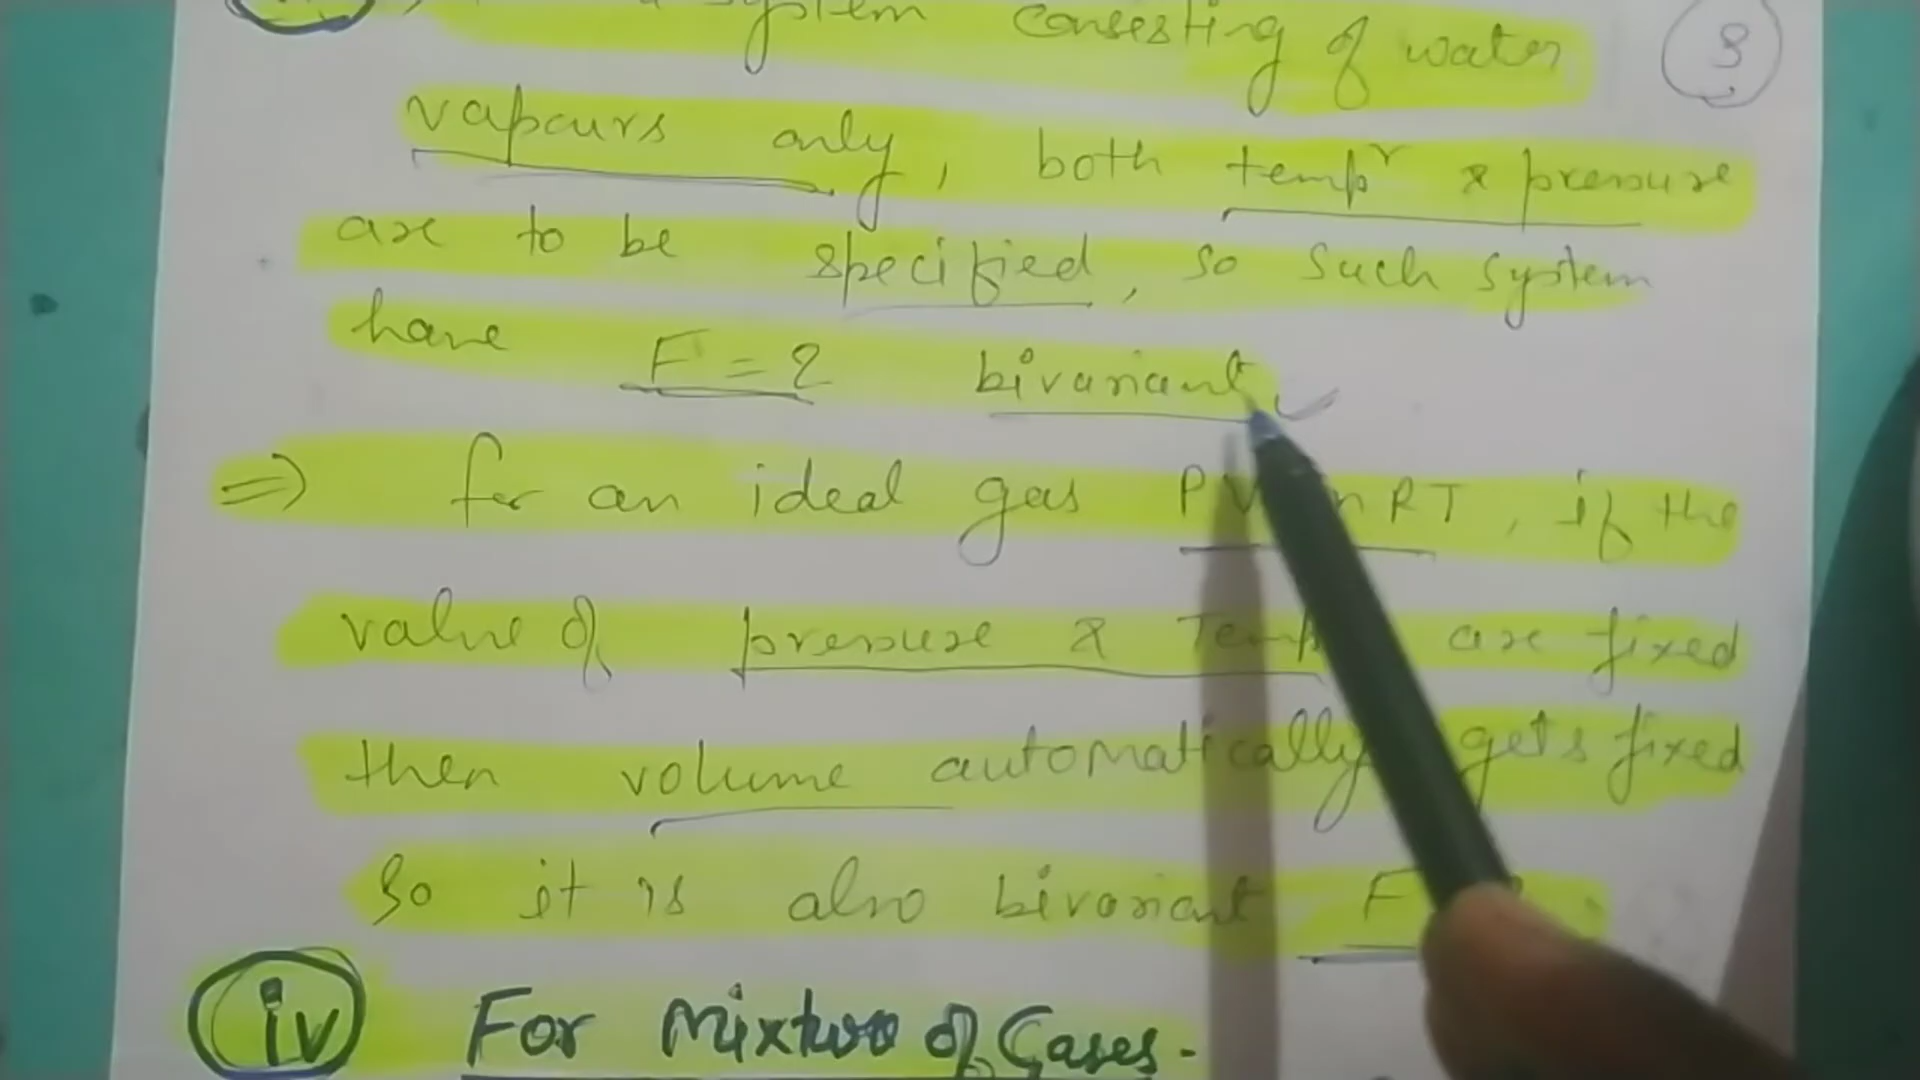 system consisting of water
3
vapours only, both tempr & pressure
are to be specified, so such system
have F = 2 bivariant
⇒ for an ideal gas PV nRT, if the
value of pressure & Temp are fixed
then volume automatically gets fixed
So it is also bivariant F
iv For Mixture of Gases.